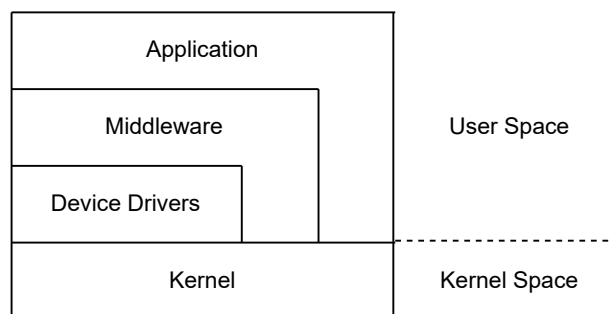 Application
Middleware
User Space
Device Drivers
Kernel
Kernel Space